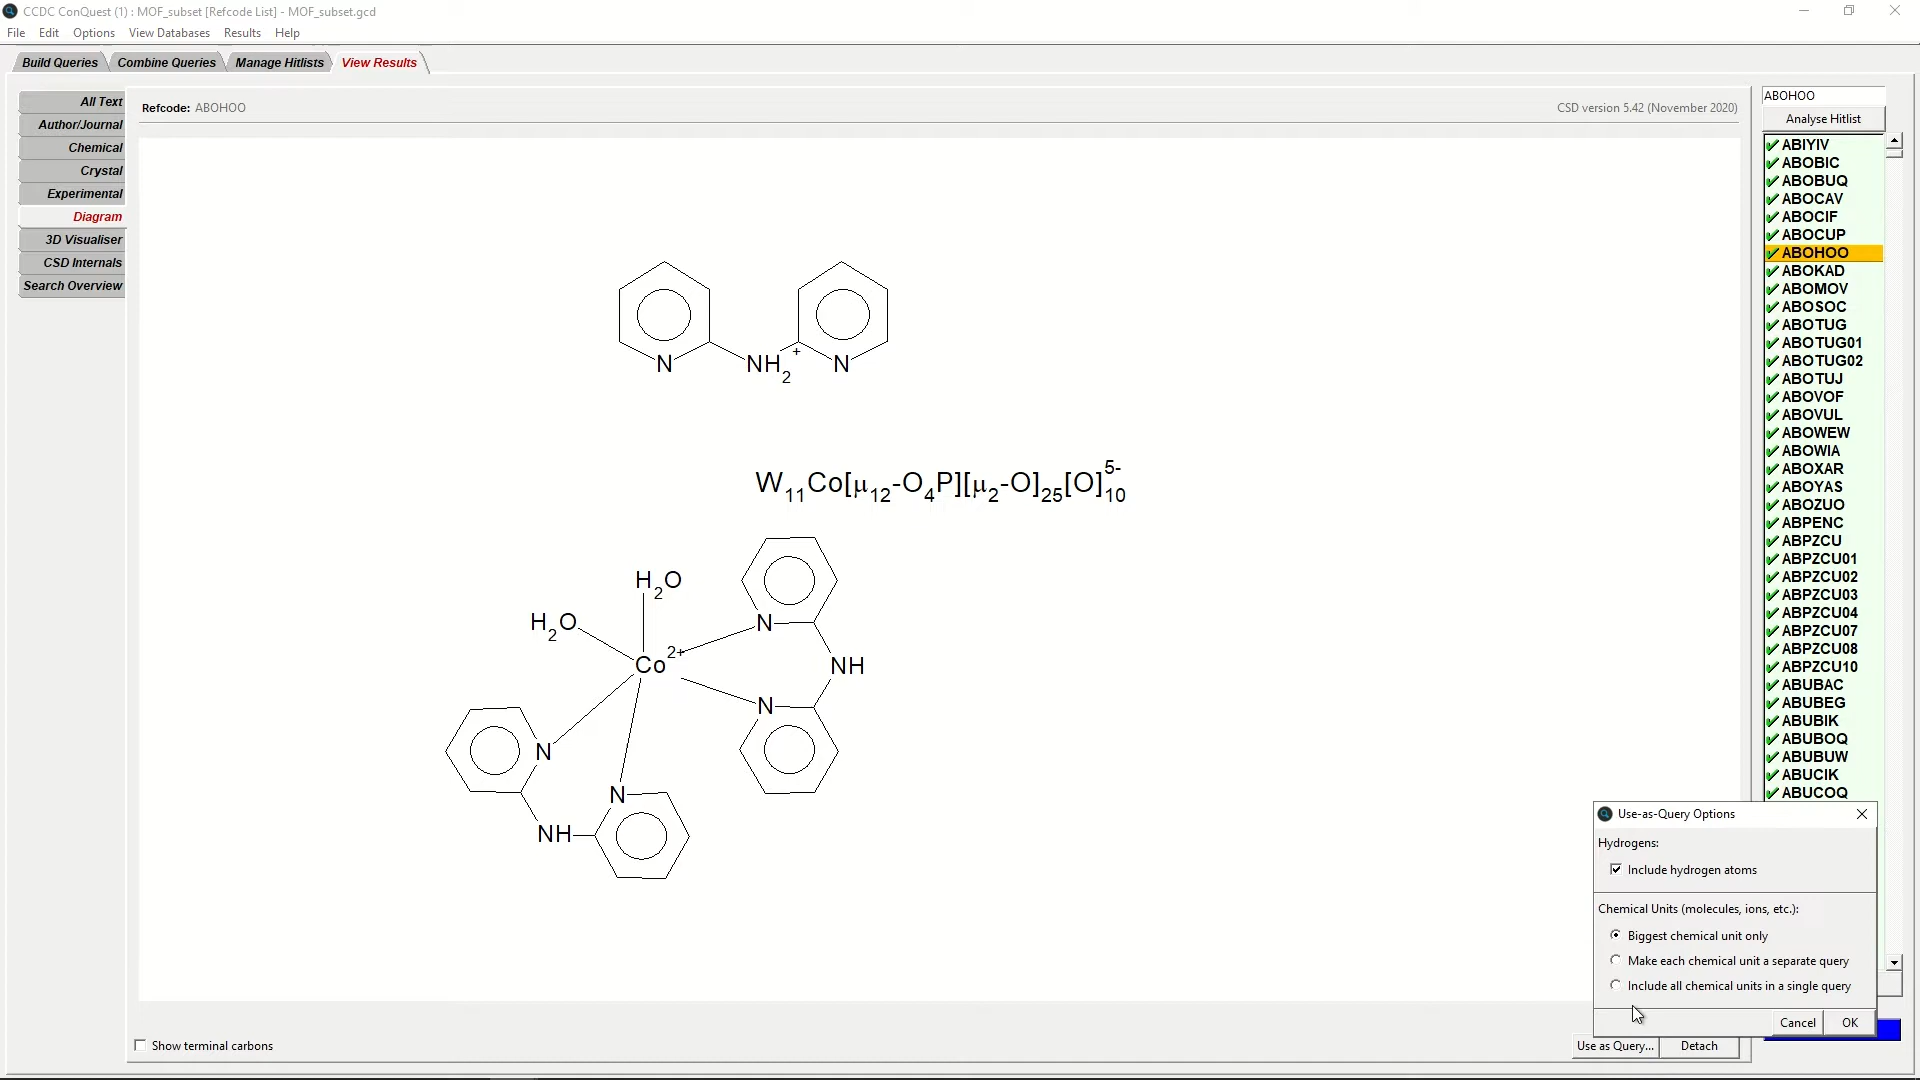 CCDC ConQuest (1) : MOF_subset [Refcode List] - MOF_subset.gcd
File Edit Options View Databases Results Help
Build Queries Combine Queries Manage Hitlists View Results
All Text
Author/Journal
Chemical
Crystal
Experimental
Diagram
3D Visualiser
CSD Internals
Search Overview
Refcode: ABOHOO
CSD version 5.42 (November 2020)
N NH2+ N
W11Co[μ12-O4P][μ2-O]25[O]10 5-
H2O
H2O
Co2+
N
NH
N
N
N
NH
Show terminal carbons
Use as Query... Detach
ABOHOO
Analyse Hitlist
ABIYIV
ABOBIC
ABOBUQ
ABOCAV
ABOCIF
ABOCUP
ABOHOO
ABOKAD
ABOMOV
ABOSOC
ABOTUG
ABOTUG01
ABOTUG02
ABOTUJ
ABOVOF
ABOVUL
ABOWEW
ABOWIA
ABOXAR
ABOYAS
ABOZUO
ABPENC
ABPZCU
ABPZCU01
ABPZCU02
ABPZCU03
ABPZCU04
ABPZCU07
ABPZCU08
ABPZCU10
ABUBAC
ABUBEG
ABUBIK
ABUBOQ
ABUBUW
ABUCIK
ABUCOQ
Use-as-Query Options
Hydrogens:
Include hydrogen atoms
Chemical Units (molecules, ions, etc.):
Biggest chemical unit only
Make each chemical unit a separate query
Include all chemical units in a single query
Cancel OK